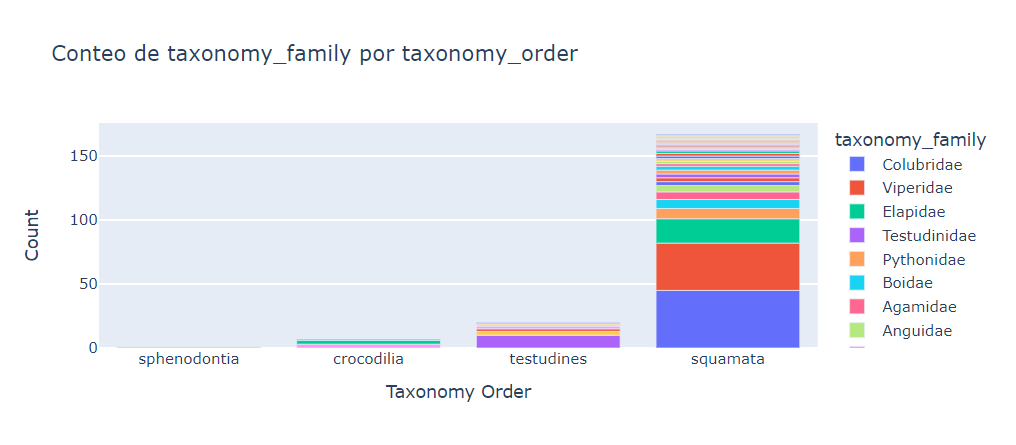 Conteo de taxonomy_family por taxonomy_order
150
100
50
0
Count
sphenodontia
crocodilia
testudines
squamata
Taxonomy Order
taxonomy_family
Colubridae
Viperidae
Elapidae
Testudinidae
Pythonidae
Boidae
Agamidae
Anguidae